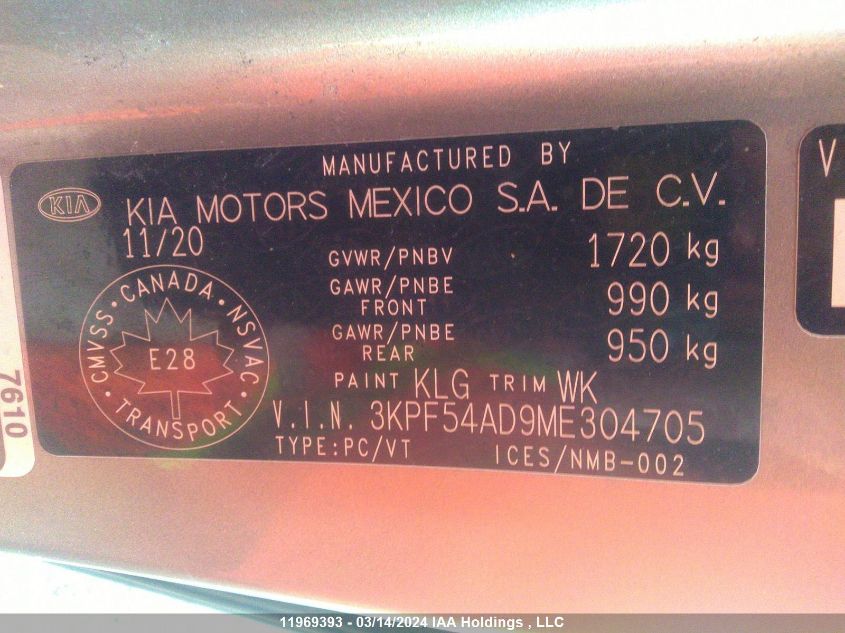 MANUFACTURED BY
KIA
KIA MOTORS MEXICO S.A. DE C.V.
11/20
GVWR/PNBV 1720 kg
GAWR/PNBE FRONT 990 kg
GAWR/PNBE REAR 950 kg
CMVSS • CANADA • NSVAC • TRANSPORT •
E28
PAINT KLG TRIM WK
V.I.N. 3KPF54AD9ME304705
TYPE:PC/VT ICES/NMB-002
7610
V
11969393 - 03/14/2024 IAA Holdings , LLC